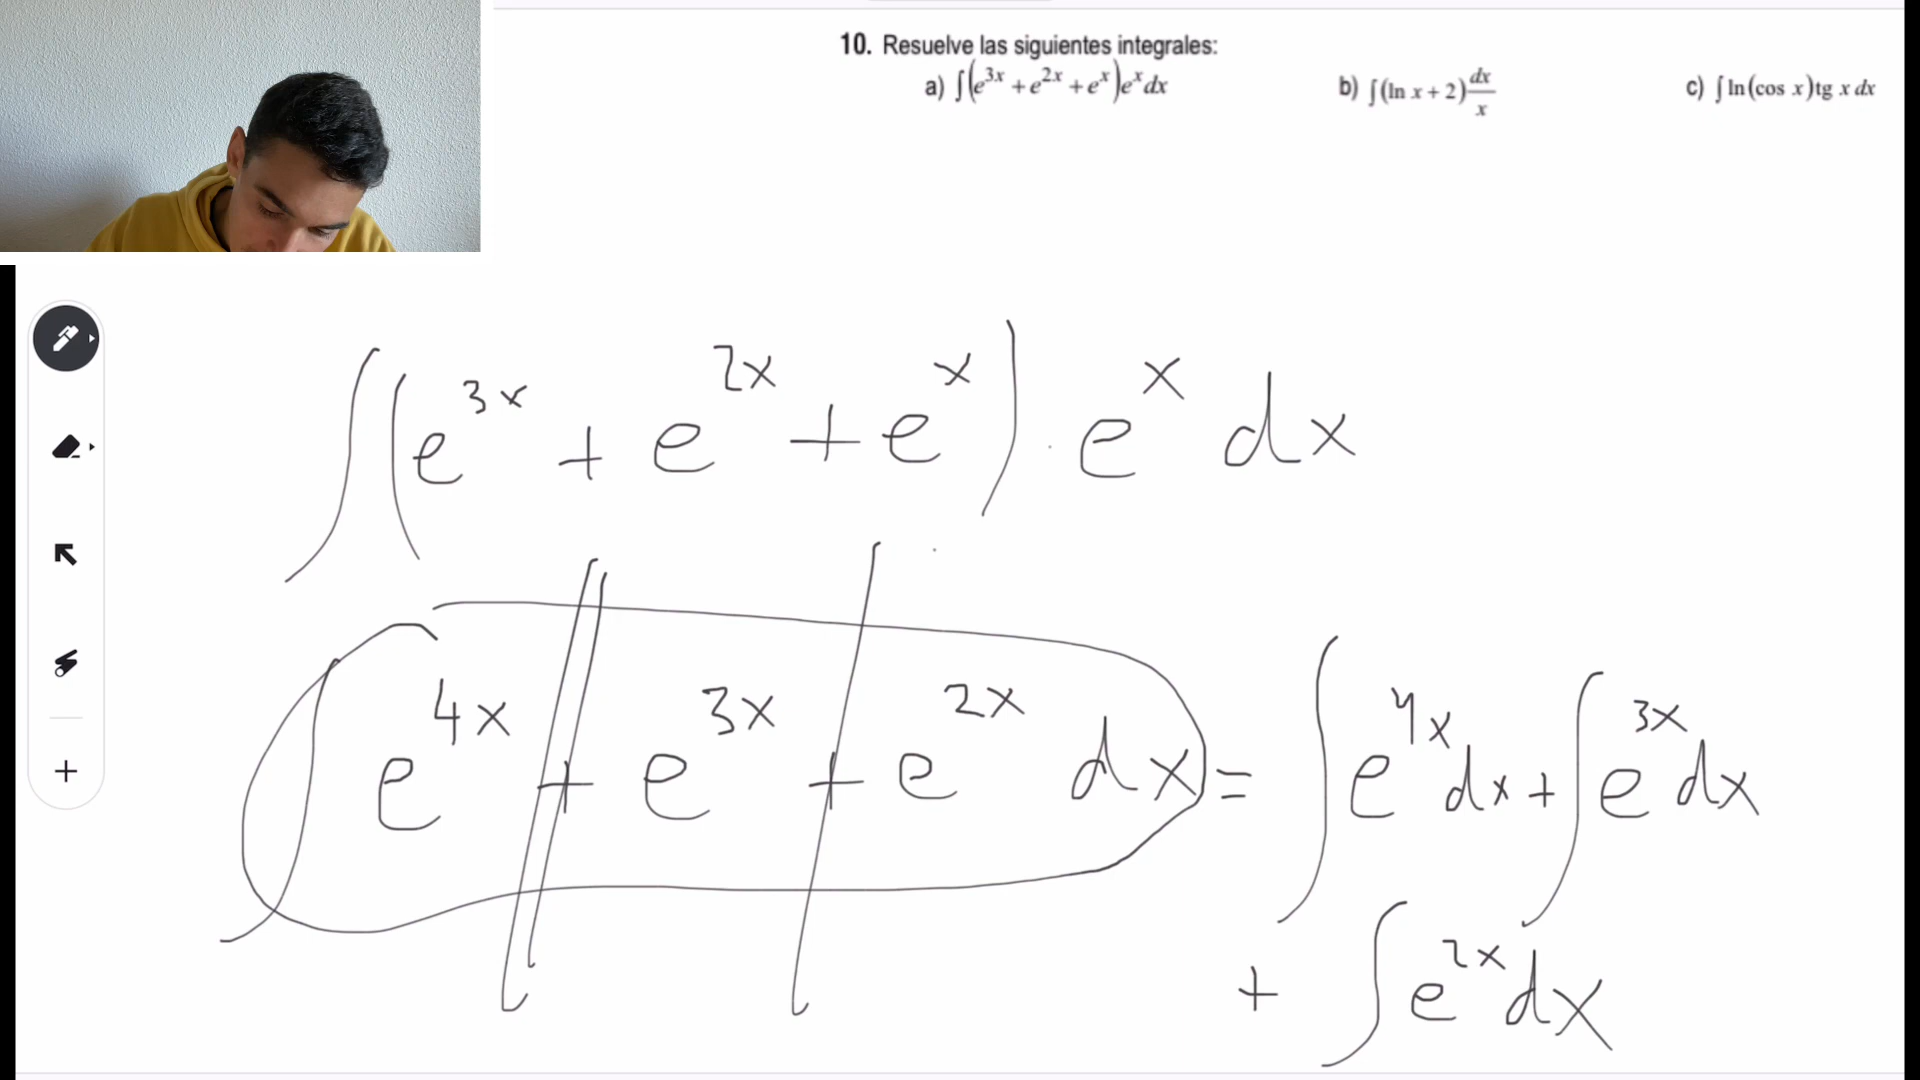 10. Resuelve las siguientes integrales:
a) ∫(e^{3x} + e^{2x} + e^x)e^x dx b) ∫(ln x + 2) dx/x c) ∫ln(cos x)tg x dx
∫(e^{3x} + e^{2x} + e^x) · e^x dx
∫ e^{4x} + e^{3x} + e^{2x} dx = ∫ e^{4x} dx + ∫ e^{3x} dx
+ ∫ e^{2x} dx